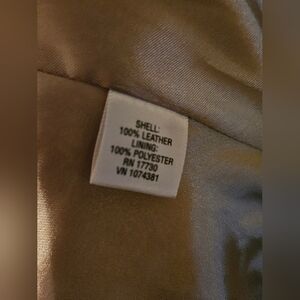 SHELL:
100% LEATHER
LINING:
100% POLYESTER
RN 17730
VN 1074381